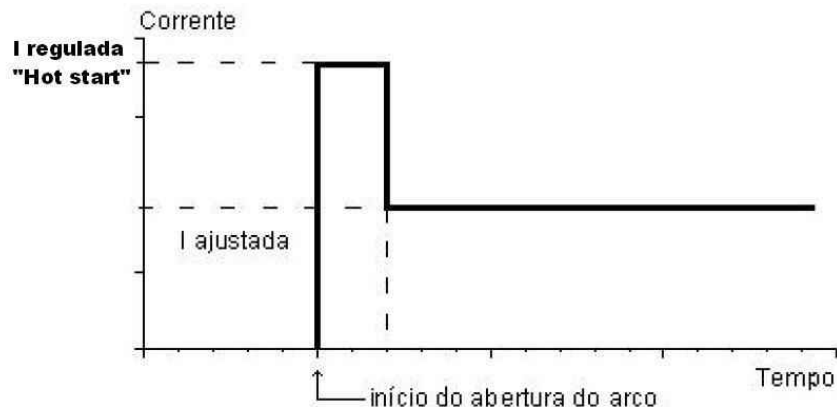 Corrente
I regulada
"Hot start"
I ajustada
Tempo
início do abertura do arco